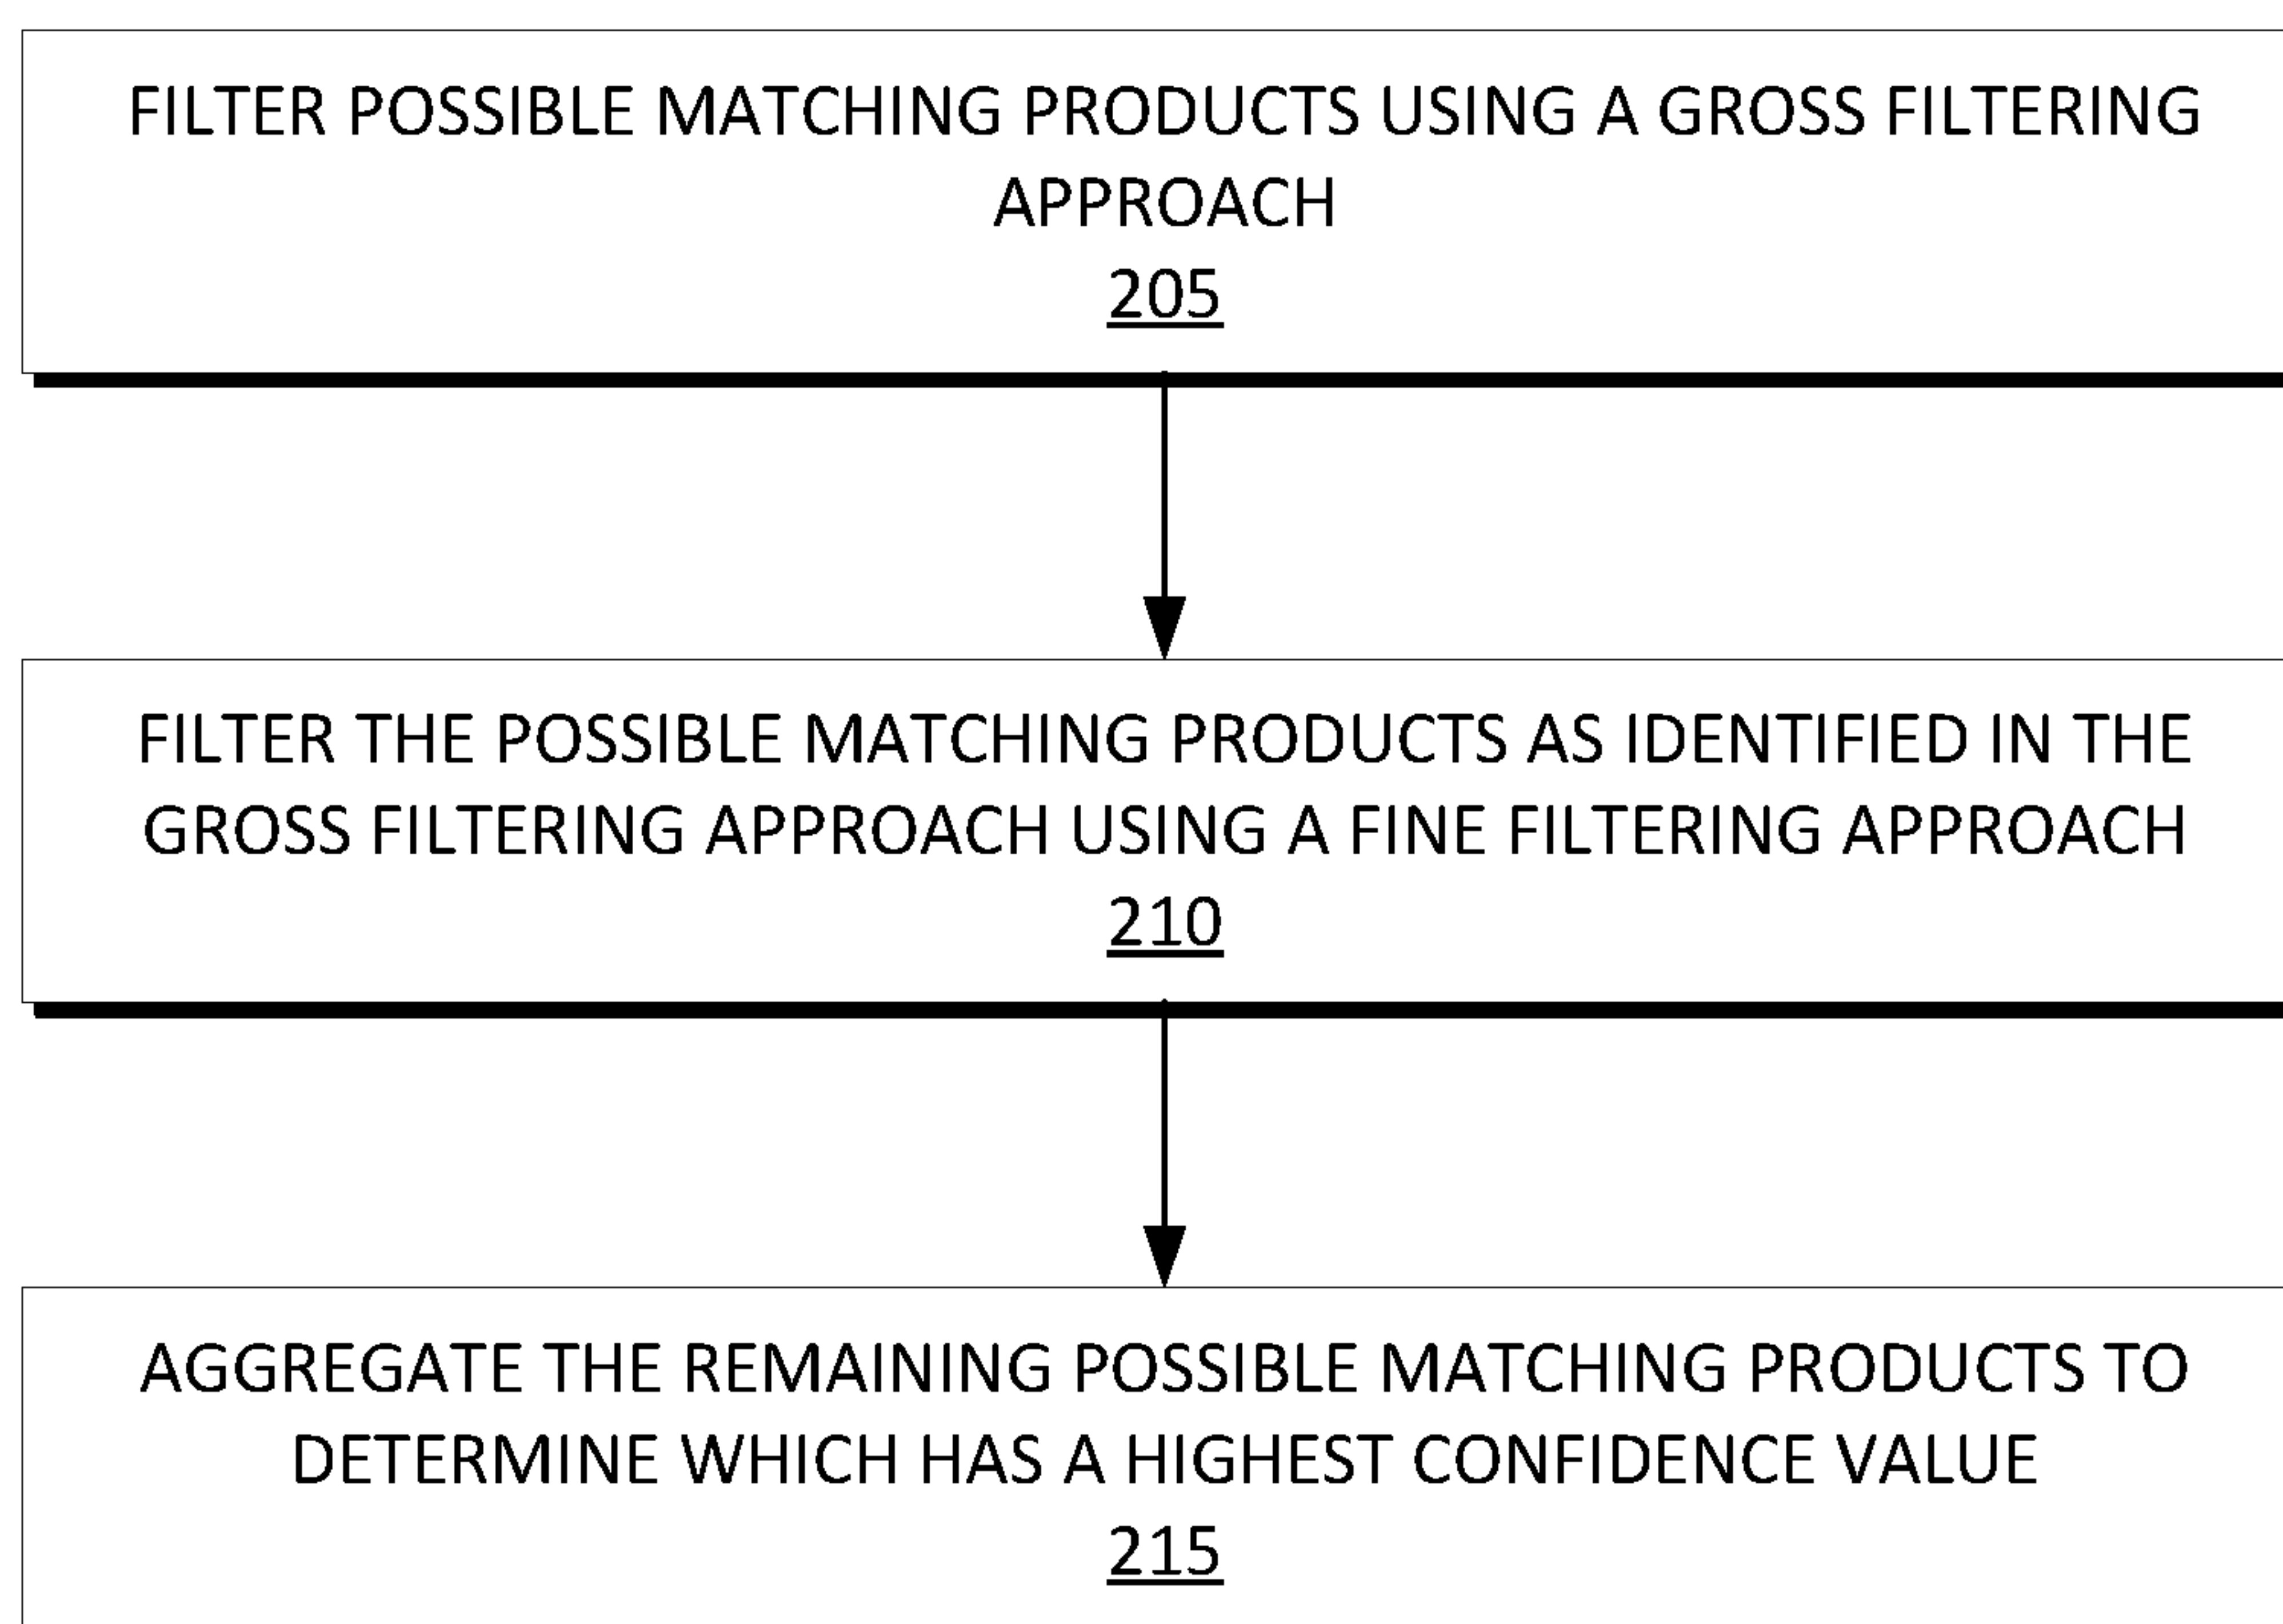 FILTER POSSIBLE MATCHING PRODUCTS USING A GROSS FILTERING
APPROACH
205
FILTER THE POSSIBLE MATCHING PRODUCTS AS IDENTIFIED IN THE
GROSS FILTERING APPROACH USING A FINE FILTERING APPROACH
210
AGGREGATE THE REMAINING POSSIBLE MATCHING PRODUCTS TO
DETERMINE WHICH HAS A HIGHEST CONFIDENCE VALUE
215